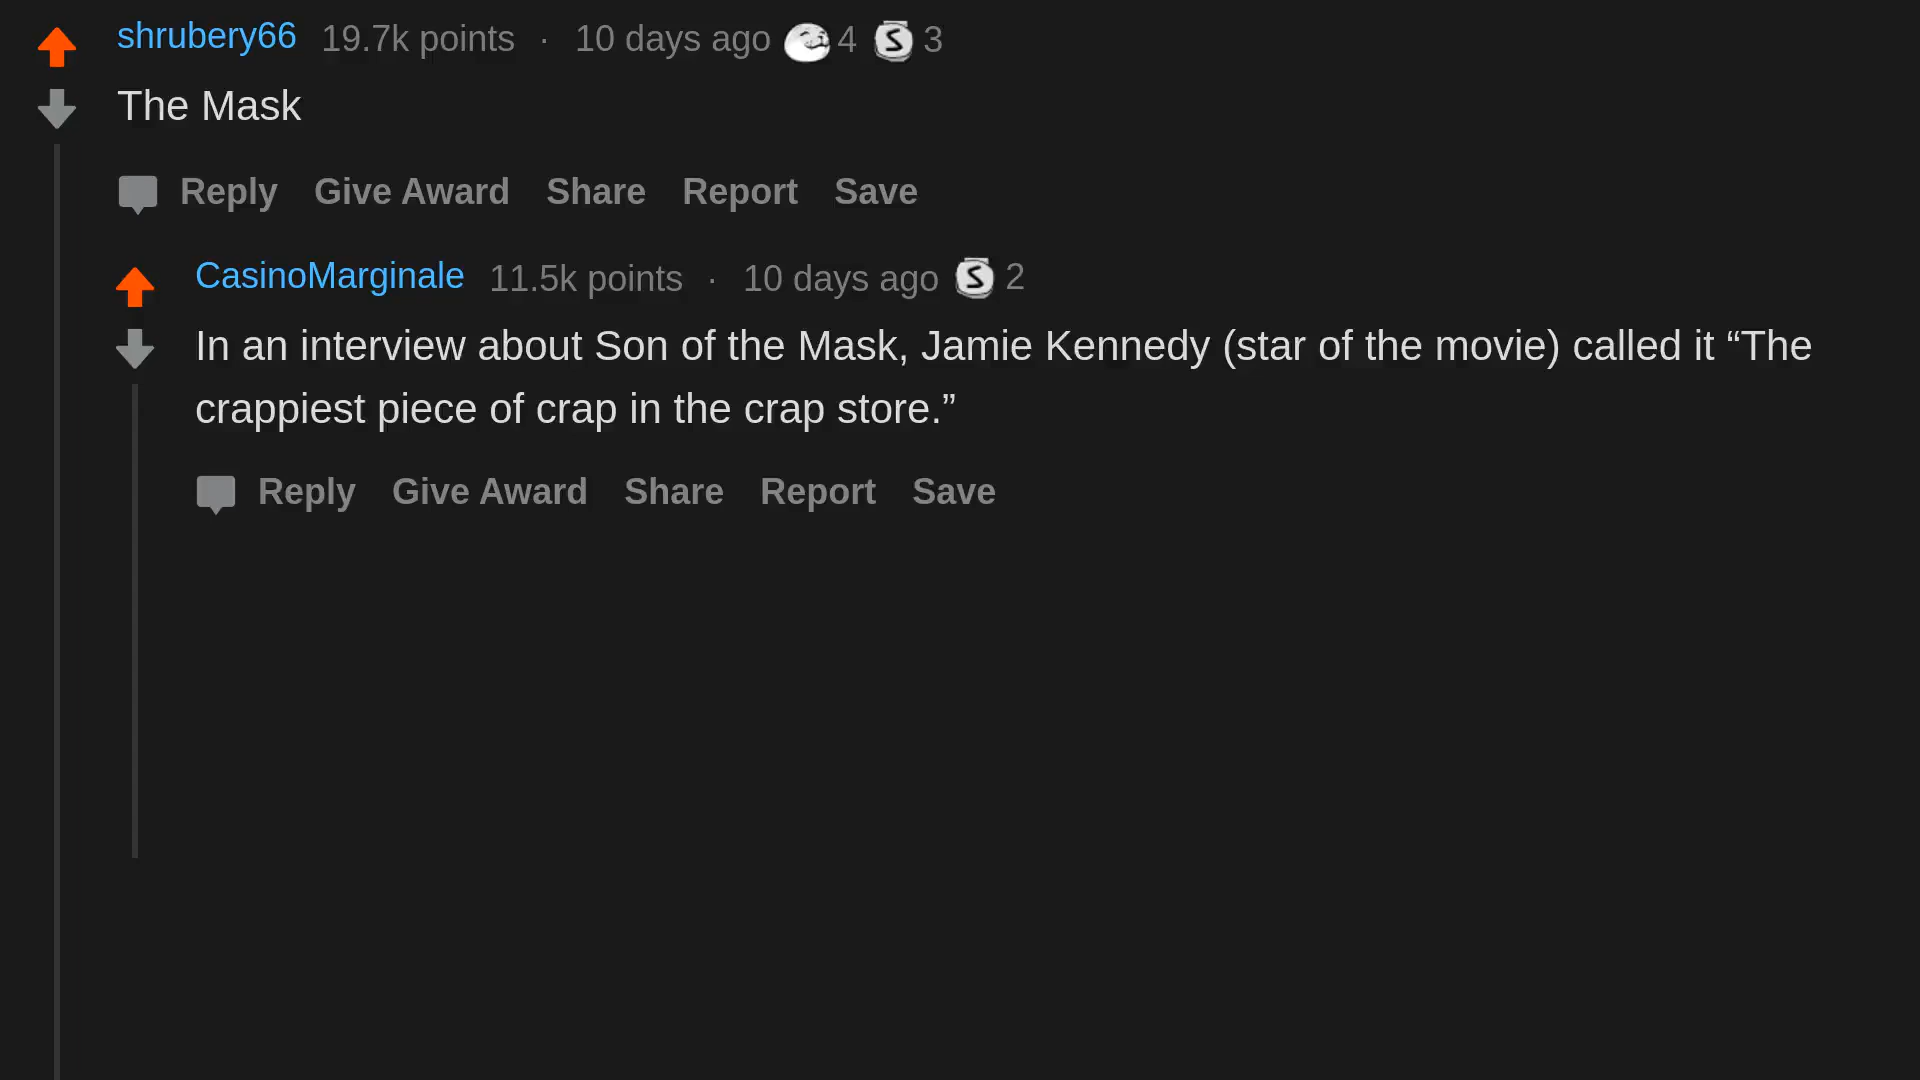 shrubery66 19.7k points · 10 days ago 4 S 3
The Mask
Reply Give Award Share Report Save
CasinoMarginale 11.5k points · 10 days ago S 2
In an interview about Son of the Mask, Jamie Kennedy (star of the movie) called it “The
crappiest piece of crap in the crap store.”
Reply Give Award Share Report Save